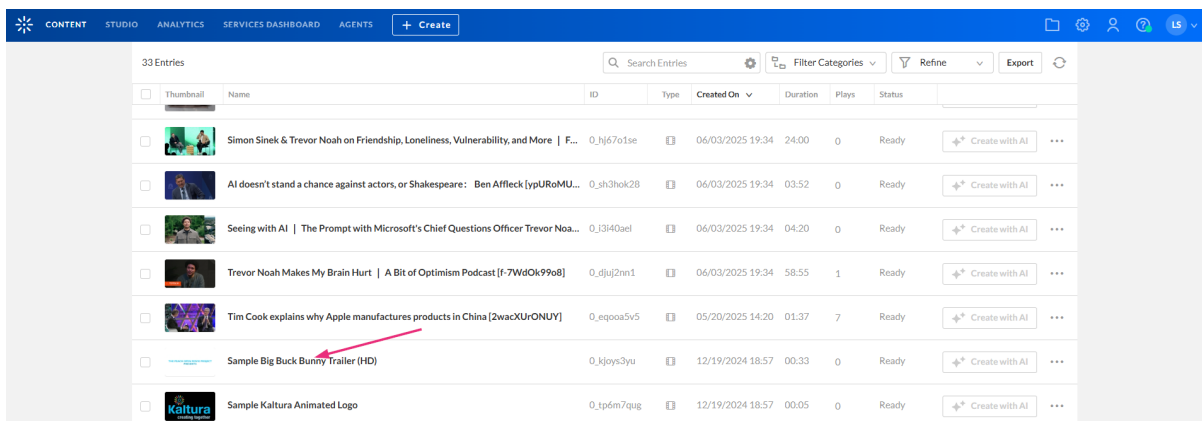 CONTENT STUDIO ANALYTICS SERVICES DASHBOARD AGENTS + Create LS
33 Entries Search Entries Filter Categories Refine Export
Thumbnail Name ID Type Created On Duration Plays Status
Simon Sinek & Trevor Noah on Friendship, Loneliness, Vulnerability, and More | F... 0_hj67o1se 06/03/2025 19:34 24:00 0 Ready Create with AI
AI doesn't stand a chance against actors, or Shakespeare: Ben Affleck [ypURoMU... 0_sh3hok28 06/03/2025 19:34 03:52 0 Ready Create with AI
Seeing with AI | The Prompt with Microsoft's Chief Questions Officer Trevor Noa... 0_i3l40ael 06/03/2025 19:34 04:20 0 Ready Create with AI
Trevor Noah Makes My Brain Hurt | A Bit of Optimism Podcast [f-7WdOk99o8] 0_djuj2nn1 06/03/2025 19:34 58:55 1 Ready Create with AI
Tim Cook explains why Apple manufactures products in China [2wacXUrONUY] 0_eqooa5v5 05/20/2025 14:20 01:37 7 Ready Create with AI
Sample Big Buck Bunny Trailer (HD) 0_kjoys3yu 12/19/2024 18:57 00:33 0 Ready Create with AI
kaltura Sample Kaltura Animated Logo 0_tp6m7qug 12/19/2024 18:57 00:05 0 Ready Create with AI
creating together